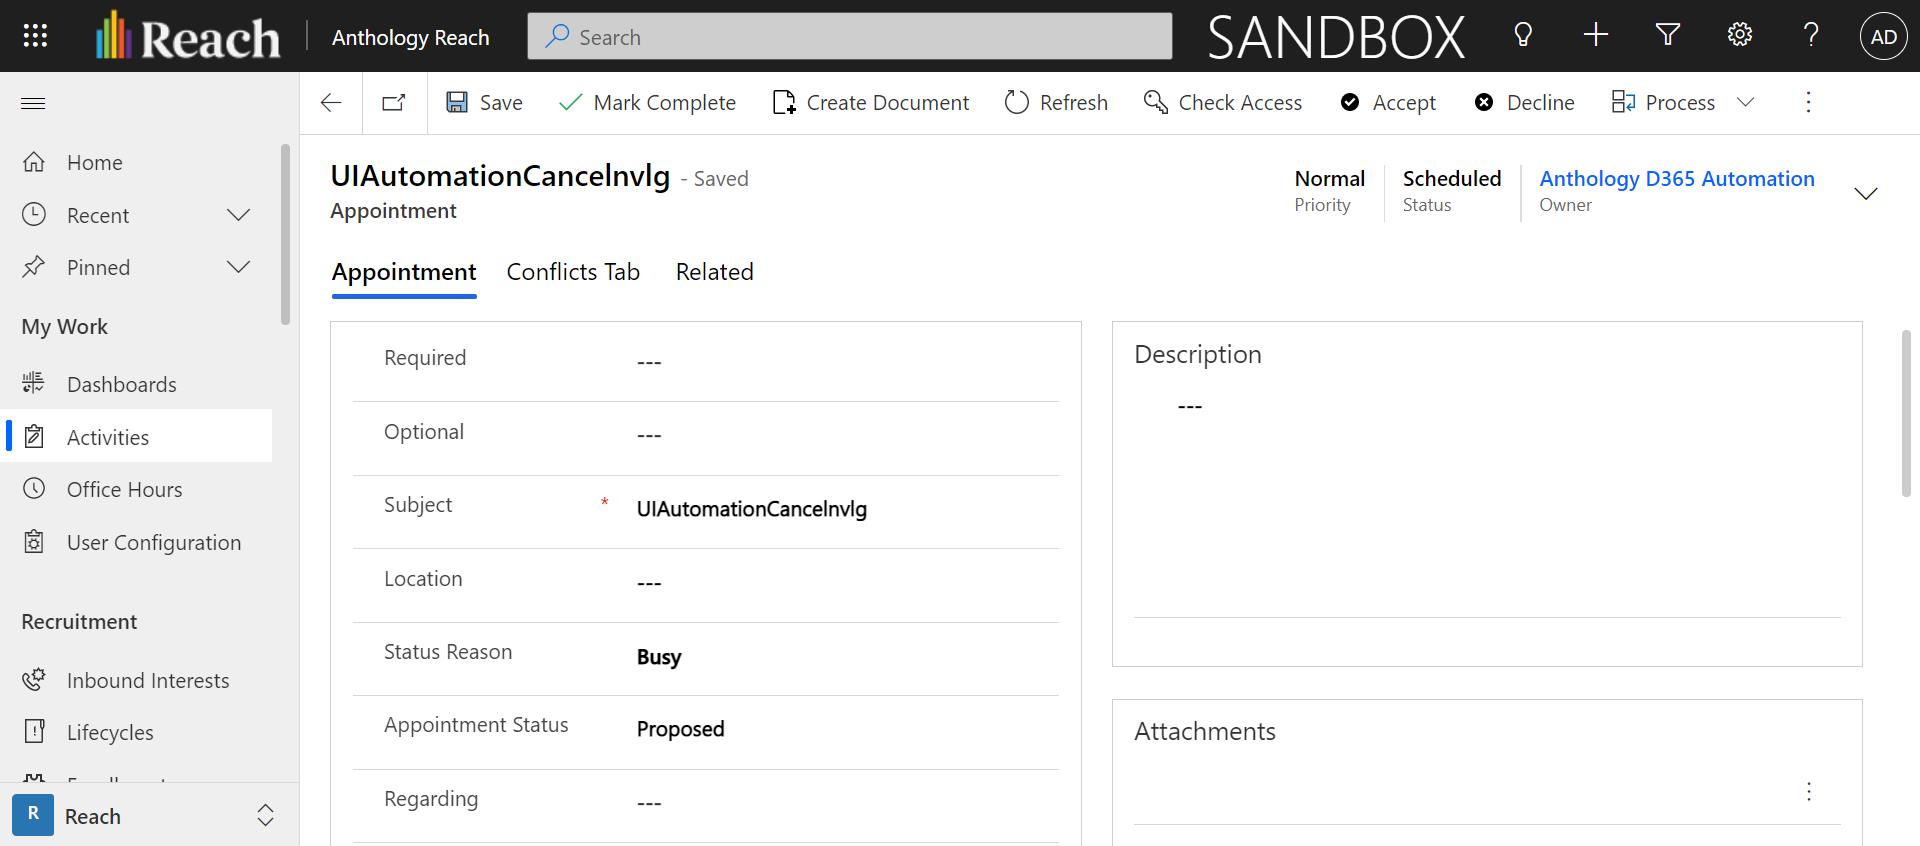 Reach
Anthology Reach
Search
SANDBOX
AD
Save
Mark Complete
Create Document
Refresh
Check Access
Accept
Decline
Process
Home
Recent
Pinned
My Work
Dashboards
Activities
Office Hours
User Configuration
Recruitment
Inbound Interests
Lifecycles
R
Reach
UIAutomationCancelnvlg - Saved
Appointment
Normal
Priority
Scheduled
Status
Anthology D365 Automation
Owner
Appointment
Conflicts Tab
Related
Required
---
Optional
---
Subject
*
UIAutomationCancelnvlg
Location
---
Status Reason
Busy
Appointment Status
Proposed
Regarding
---
Description
---
Attachments